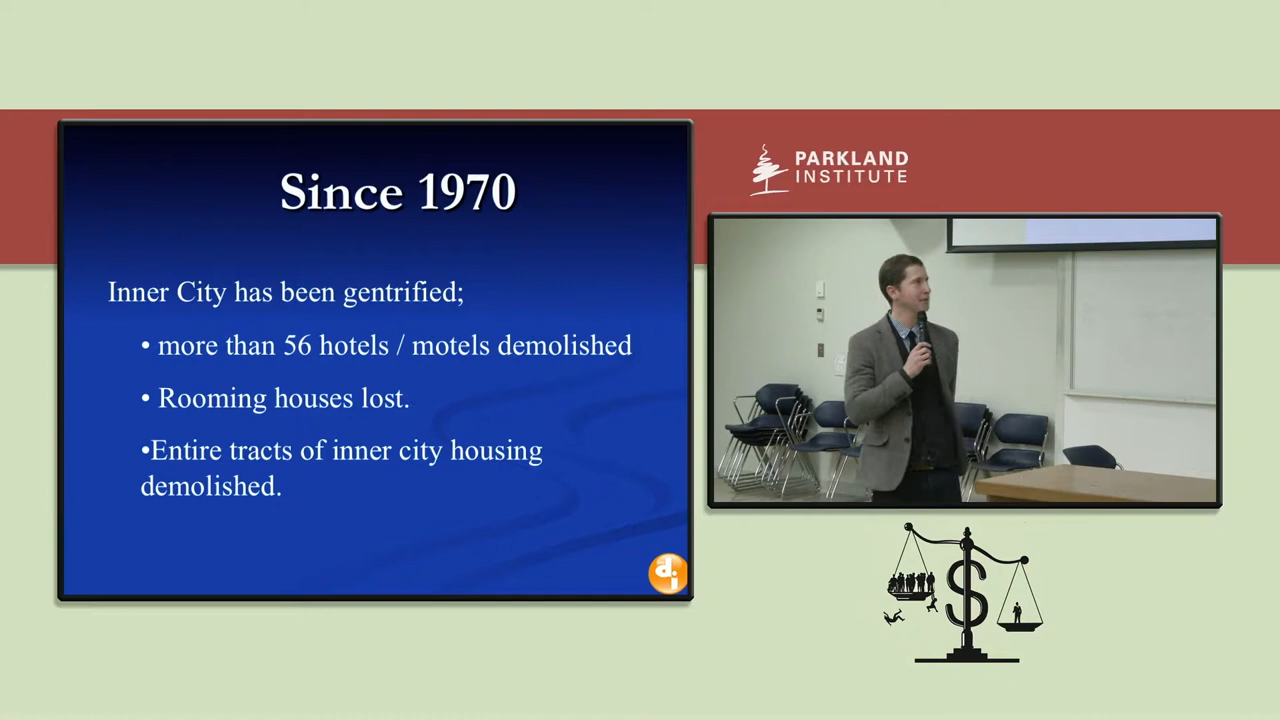 Since 1970
Inner City has been gentrified;
• more than 56 hotels / motels demolished
• Rooming houses lost.
•Entire tracts of inner city housing
demolished.
d.j
PARKLAND
INSTITUTE
$